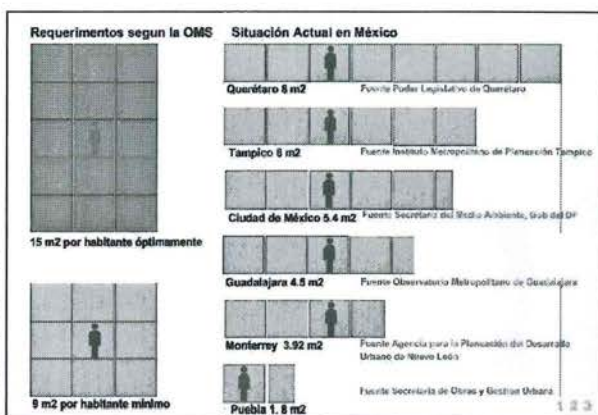 Requerimentos segun la OMS
15 m2 por habitante óptimamente
9 m2 por habitante mínimo
Situación Actual en México
Querétaro 8 m2
Fuente Poder Legislativo de Querétaro
Tampico 6 m2
Fuente Instituto Metropolitano de Planeación Tampico
Ciudad de México 5.4 m2
Fuente Secretaría del Medio Ambiente, Gob del DF
Guadalajara 4.5 m2
Fuente Observatorio Metropolitano de Guadalajara
Monterrey 3.92 m2
Fuente Agencia para la Planeación del Desarrollo
Urbano de Nuevo León
Puebla 1. 8 m2
Fuente Secretaría de Obras y Gestión Urbana
1 2 3